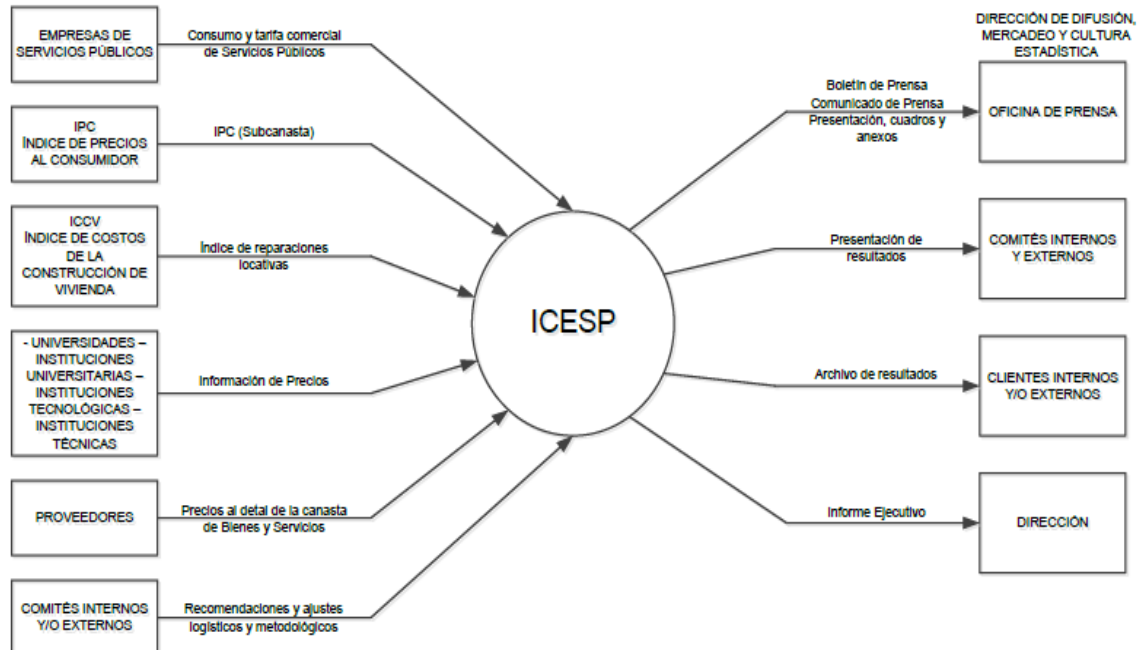 EMPRESAS DE
SERVICIOS PÚBLICOS
Consumo y tarifa comercial
de Servicios Públicos
IPC
ÍNDICE DE PRECIOS
AL CONSUMIDOR
IPC (Subcanasta)
ICCV
ÍNDICE DE COSTOS
DE LA
CONSTRUCCIÓN DE
VIVIENDA
Índice de reparaciones
locativas
- UNIVERSIDADES –
INSTITUCIONES
UNIVERSITARIAS –
INSTITUCIONES
TECNOLÓGICAS –
INSTITUCIONES
TÉCNICAS
Información de Precios
PROVEEDORES
Precios al detal de la canasta
de Bienes y Servicios
COMITÉS INTERNOS
Y/O EXTERNOS
Recomendaciones y ajustes
logísticos y metodológicos
ICESP
DIRECCIÓN DE DIFUSIÓN,
MERCADEO Y CULTURA
ESTADÍSTICA
Boletín de Prensa
Comunicado de Prensa
Presentación, cuadros y
anexos
OFICINA DE PRENSA
Presentación de
resultados
COMITÉS INTERNOS
Y EXTERNOS
Archivo de resultados
CLIENTES INTERNOS
Y/O EXTERNOS
Informe Ejecutivo
DIRECCIÓN